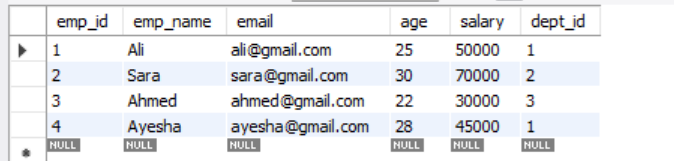 emp_id emp_name email age salary dept_id
1 Ali ali@gmail.com 25 50000 1
2 Sara sara@gmail.com 30 70000 2
3 Ahmed ahmed@gmail.com 22 30000 3
4 Ayesha ayesha@gmail.com 28 45000 1
NULL NULL NULL NULL NULL NULL